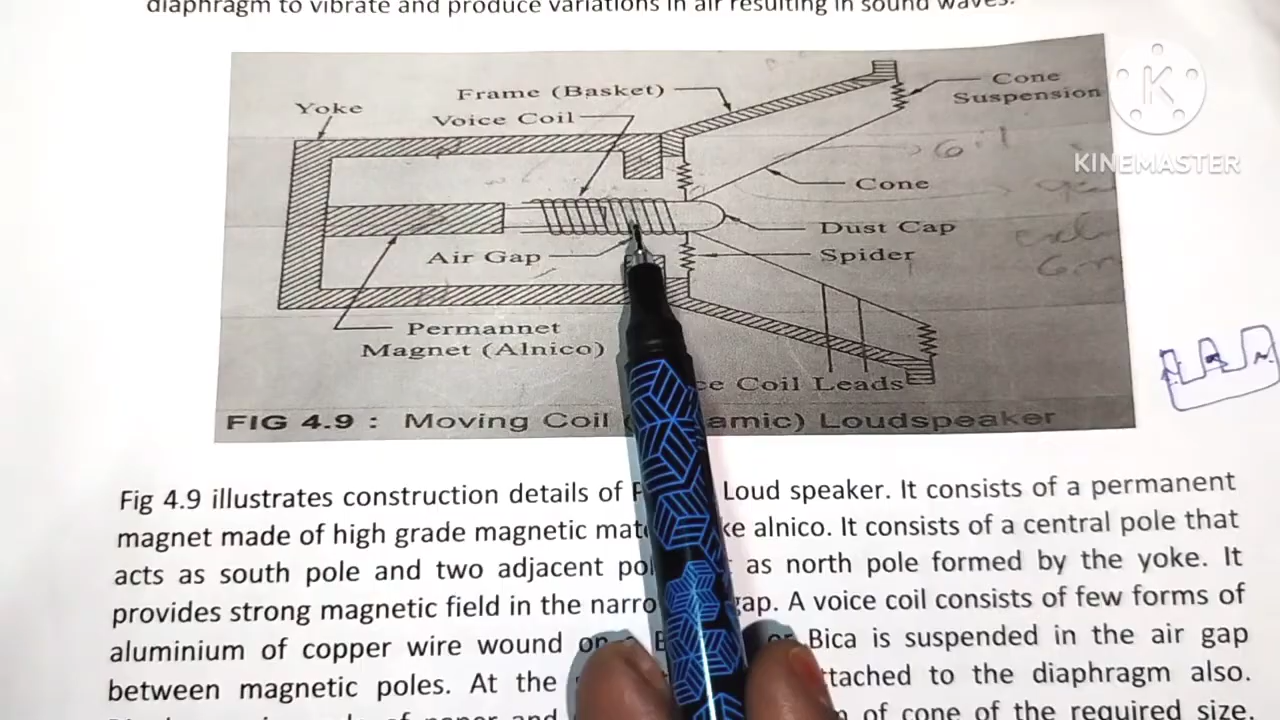 diaphragm to vibrate and produce variations in air resulting in sound waves.
Yoke
Frame (Basket)
Voice Coil
Cone
Suspension
K
KINEMASTER
Cone
Dust Cap
Air Gap
Spider
Permannet
Magnet (Alnico)
Coil Leads
FIG 4.9 : Moving Coil Loudspeaker
Fig 4.9 illustrates construction details of Loud speaker. It consists of a permanent
magnet made of high grade magnetic alnico. It consists of a central pole that
acts as south pole and two adjacent as north pole formed by the yoke. It
provides strong magnetic field in the gap. A voice coil consists of few forms of
aluminium of copper wire wound Bica is suspended in the air gap
between magnetic poles. At the to the diaphragm also.
of paper and of cone of the required size.